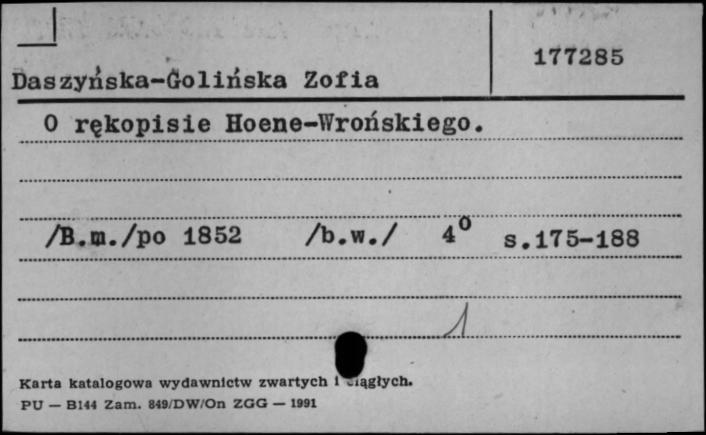 177285
Daszyńska-Golińska Zofia
O rękopisie Hoene-Wrońskiego.
/B.m./po 1852 /b.w./ 4⁰ s.175-188
1
Karta katalogowa wydawnictw zwartych i ciągłych.
PU — B144 Zam. 849/DW/On ZGG — 1991